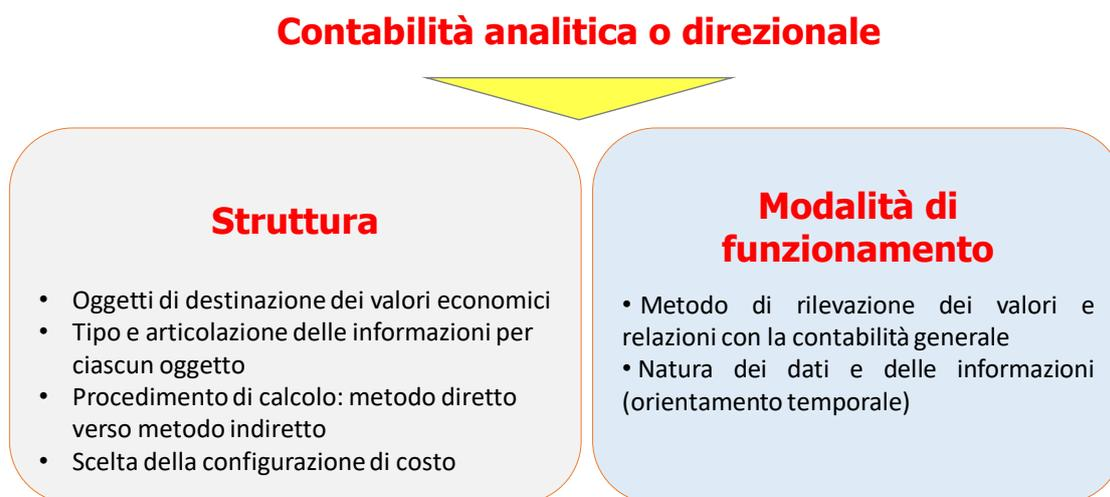 Contabilità analitica o direzionale
Struttura
• Oggetti di destinazione dei valori economici
• Tipo e articolazione delle informazioni per
ciascun oggetto
• Procedimento di calcolo: metodo diretto
verso metodo indiretto
• Scelta della configurazione di costo
Modalità di
funzionamento
• Metodo di rilevazione dei valori e
relazioni con la contabilità generale
• Natura dei dati e delle informazioni
(orientamento temporale)